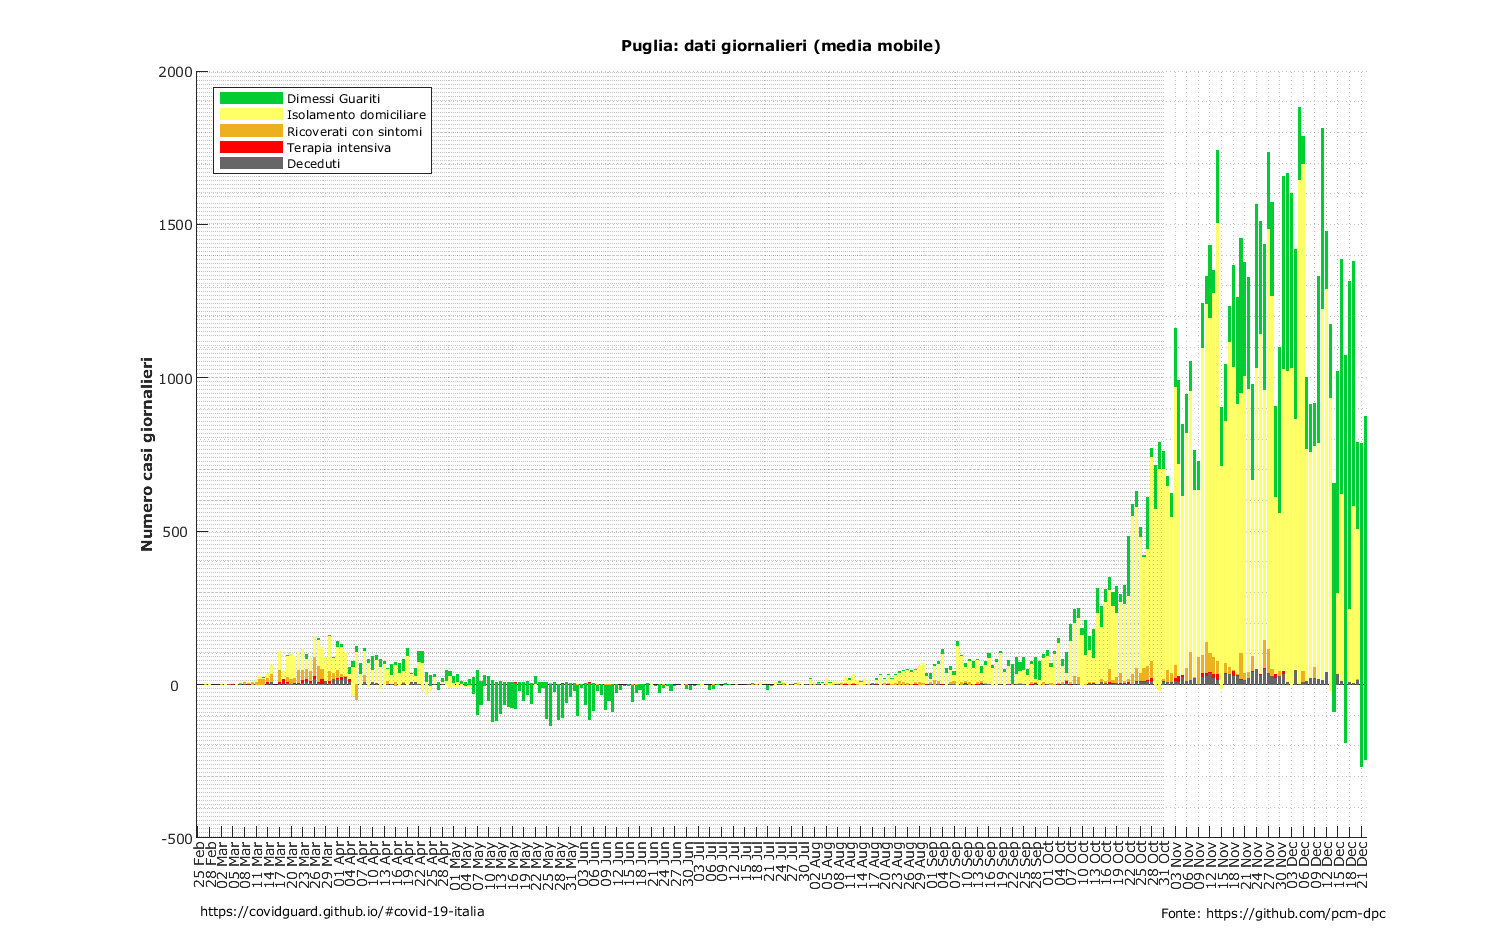 Puglia: dati giornalieri (media mobile)
2000
1500
1000
500
0
-500
Numero casi giornalieri
Dimessi Guariti
Isolamento domiciliare
Ricoverati con sintomi
Terapia intensiva
Deceduti
25 Feb
28 Feb
02 Mar
05 Mar
08 Mar
11 Mar
14 Mar
17 Mar
20 Mar
23 Mar
26 Mar
29 Mar
01 Apr
04 Apr
07 Apr
10 Apr
13 Apr
16 Apr
19 Apr
22 Apr
25 Apr
28 Apr
01 May
04 May
07 May
10 May
13 May
16 May
19 May
22 May
25 May
28 May
31 May
03 Jun
06 Jun
09 Jun
12 Jun
15 Jun
18 Jun
21 Jun
24 Jun
27 Jun
30 Jun
03 Jul
06 Jul
09 Jul
12 Jul
15 Jul
18 Jul
21 Jul
24 Jul
27 Jul
30 Jul
02 Aug
05 Aug
08 Aug
11 Aug
14 Aug
17 Aug
20 Aug
23 Aug
26 Aug
29 Aug
01 Sep
04 Sep
07 Sep
10 Sep
13 Sep
16 Sep
19 Sep
22 Sep
25 Sep
28 Sep
01 Oct
04 Oct
07 Oct
10 Oct
13 Oct
16 Oct
19 Oct
22 Oct
25 Oct
28 Oct
31 Oct
03 Nov
06 Nov
09 Nov
12 Nov
15 Nov
18 Nov
21 Nov
24 Nov
27 Nov
30 Nov
03 Dec
06 Dec
09 Dec
12 Dec
15 Dec
18 Dec
21 Dec
https://covidguard.github.io/#covid-19-italia
Fonte: https://github.com/pcm-dpc